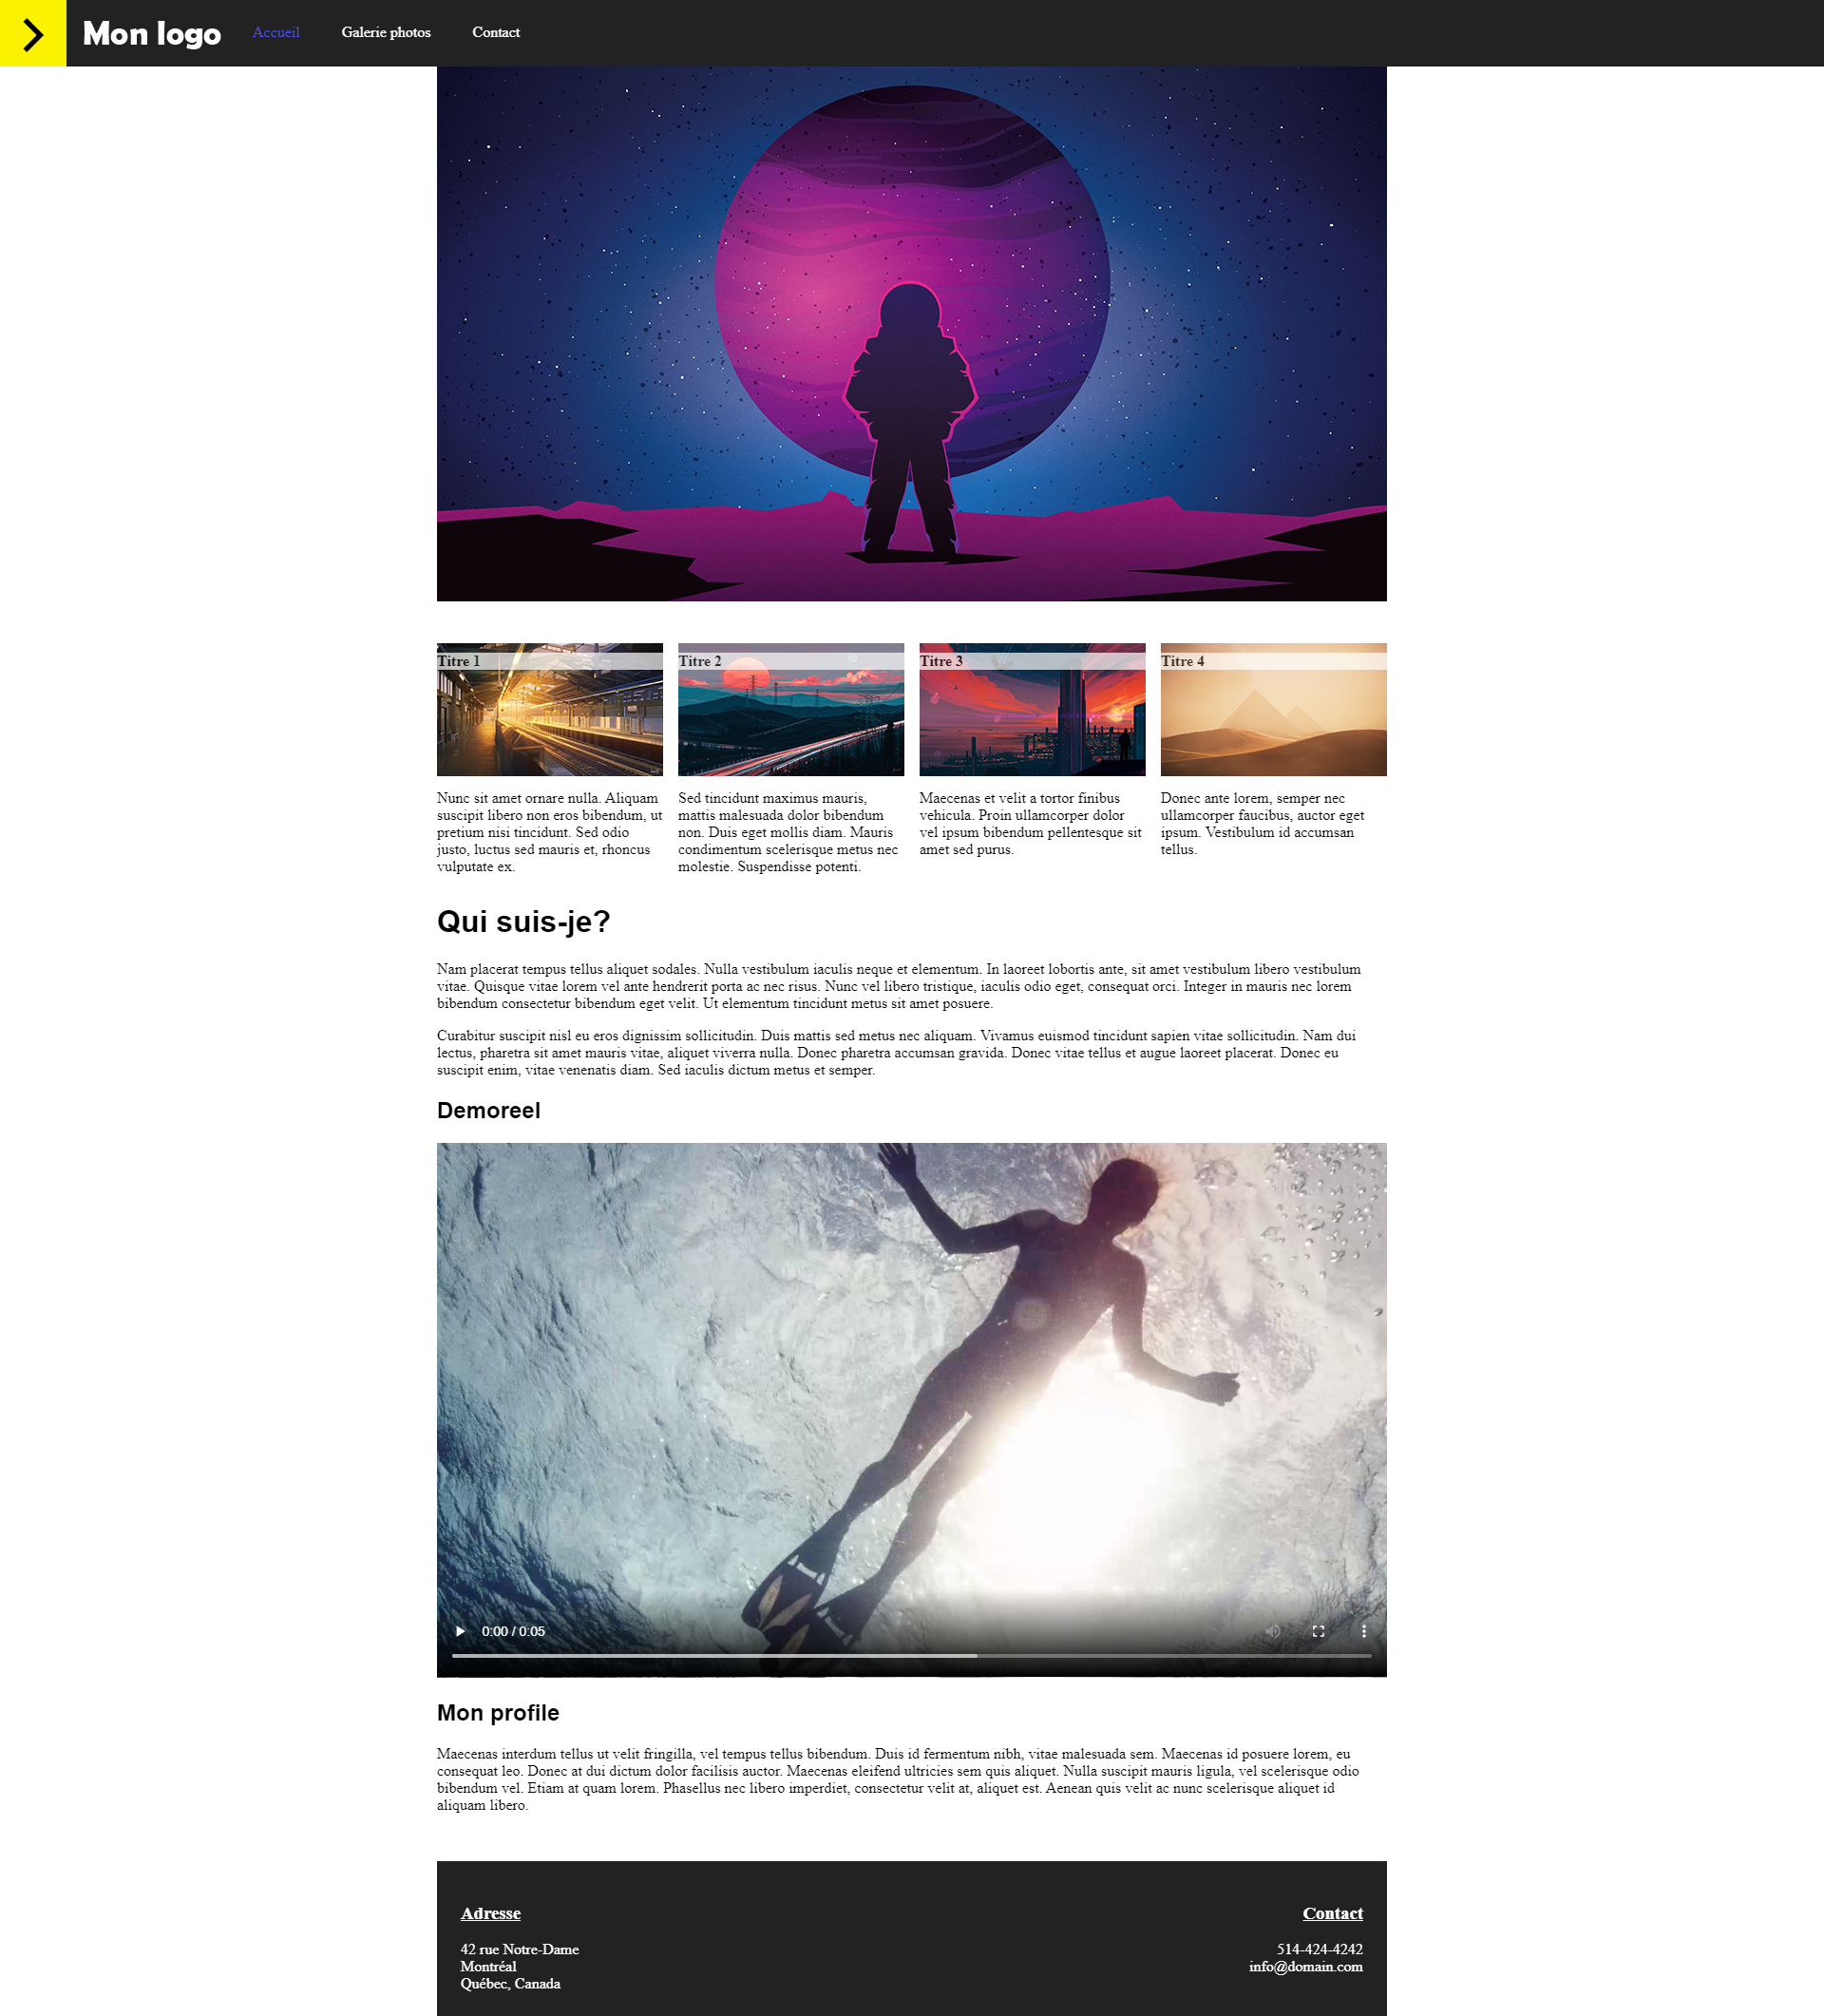 Mon logo Accueil Galerie photos Contact
Titre 1
Nunc sit amet ornare nulla. Aliquam
suscipit libero non eros bibendum, ut
pretium nisi tincidunt. Sed odio
justo, luctus sed mauris et, rhoncus
vulputate ex.
Titre 2
Sed tincidunt maximus mauris,
mattis malesuada dolor bibendum
non. Duis eget mollis diam. Mauris
condimentum scelerisque metus nec
molestie. Suspendisse potenti.
Titre 3
Maecenas et velit a tortor finibus
vehicula. Proin ullamcorper dolor
vel ipsum bibendum pellentesque sit
amet sed purus.
Titre 4
Donec ante lorem, semper nec
ullamcorper faucibus, auctor eget
ipsum. Vestibulum id accumsan
tellus.
Qui suis-je?
Nam placerat tempus tellus aliquet sodales. Nulla vestibulum iaculis neque et elementum. In laoreet lobortis ante, sit amet vestibulum libero vestibulum
vitae. Quisque vitae lorem vel ante hendrerit porta ac nec risus. Nunc vel libero tristique, iaculis odio eget, consequat orci. Integer in mauris nec lorem
bibendum consectetur bibendum eget velit. Ut elementum tincidunt metus sit amet posuere.
Curabitur suscipit nisl eu eros dignissim sollicitudin. Duis mattis sed metus nec aliquam. Vivamus euismod tincidunt sapien vitae sollicitudin. Nam dui
lectus, pharetra sit amet mauris vitae, aliquet viverra nulla. Donec pharetra accumsan gravida. Donec vitae tellus et augue laoreet placerat. Donec eu
suscipit enim, vitae venenatis diam. Sed iaculis dictum metus et semper.
Demoreel
0:00 / 0:05
Mon profile
Maecenas interdum tellus ut velit fringilla, vel tempus tellus bibendum. Duis id fermentum nibh, vitae malesuada sem. Maecenas id posuere lorem, eu
consequat leo. Donec at dui dictum dolor facilisis auctor. Maecenas eleifend ultricies sem quis aliquet. Nulla suscipit mauris ligula, vel scelerisque odio
bibendum vel. Etiam at quam lorem. Phasellus nec libero imperdiet, consectetur velit at, aliquet est. Aenean quis velit ac nunc scelerisque aliquet id
aliquam libero.
Adresse
42 rue Notre-Dame
Montréal
Québec, Canada
Contact
514-424-4242
info@domain.com